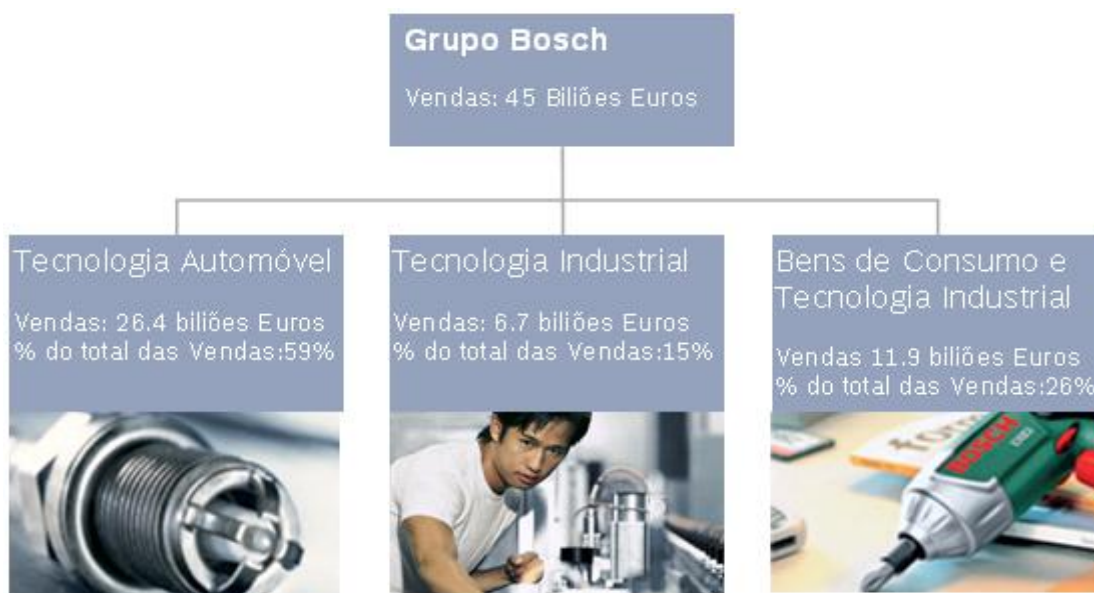 Grupo Bosch
Vendas: 45 Biliões Euros
Tecnologia Automóvel
Vendas: 26.4 biliões Euros
% do total das Vendas:59%
Tecnologia Industrial
Vendas: 6.7 biliões Euros
% do total das Vendas:15%
Bens de Consumo e
Tecnologia Industrial
Vendas 11.9 biliões Euros
% do total das Vendas:26%
BOSCH